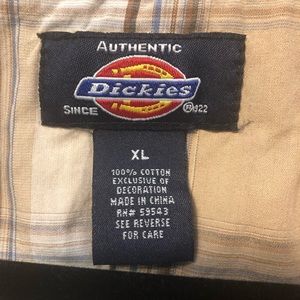 AUTHENTIC
Dickies
SINCE ®1922
XL
100% COTTON
EXCLUSIVE OF
DECORATION
MADE IN CHINA
RN# 59543
SEE REVERSE
FOR CARE